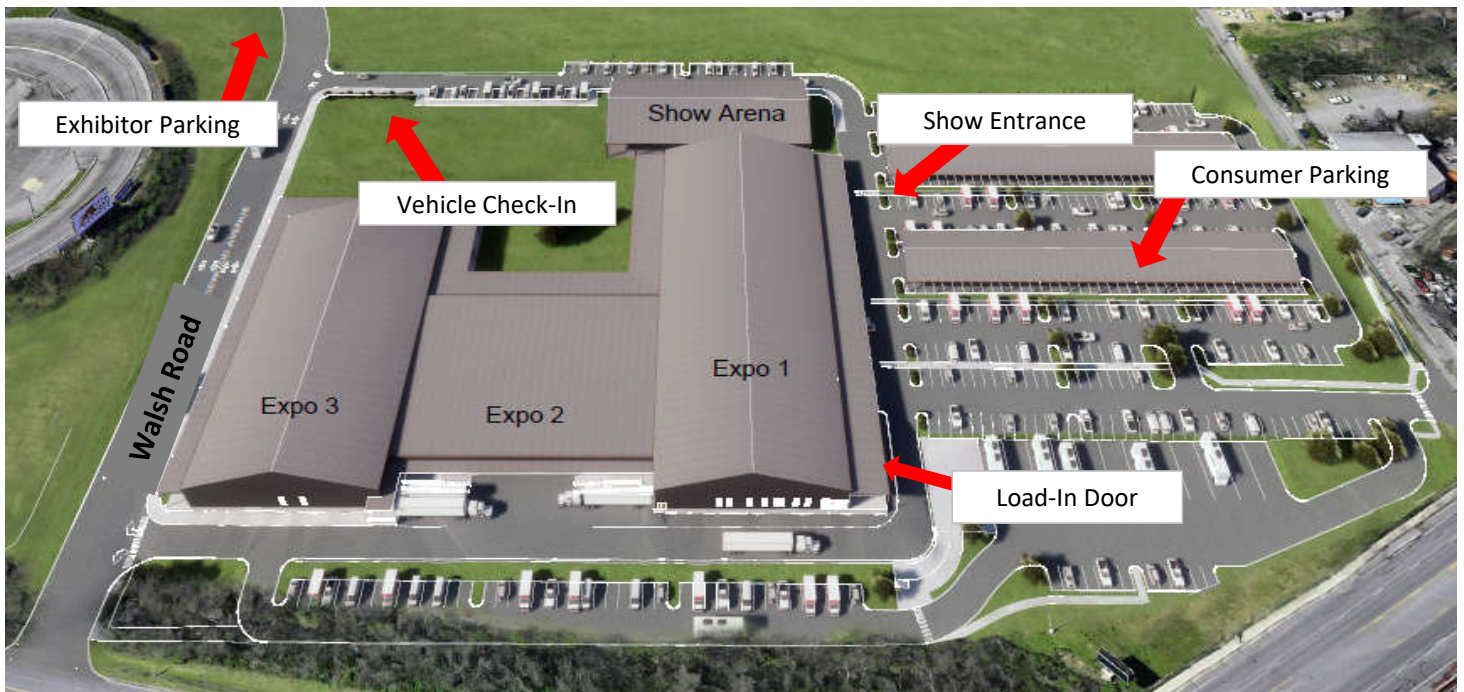 Exhibitor Parking
Show Arena
Show Entrance
Consumer Parking
Vehicle Check-In
Walsh Road
Expo 3
Expo 2
Expo 1
Load-In Door